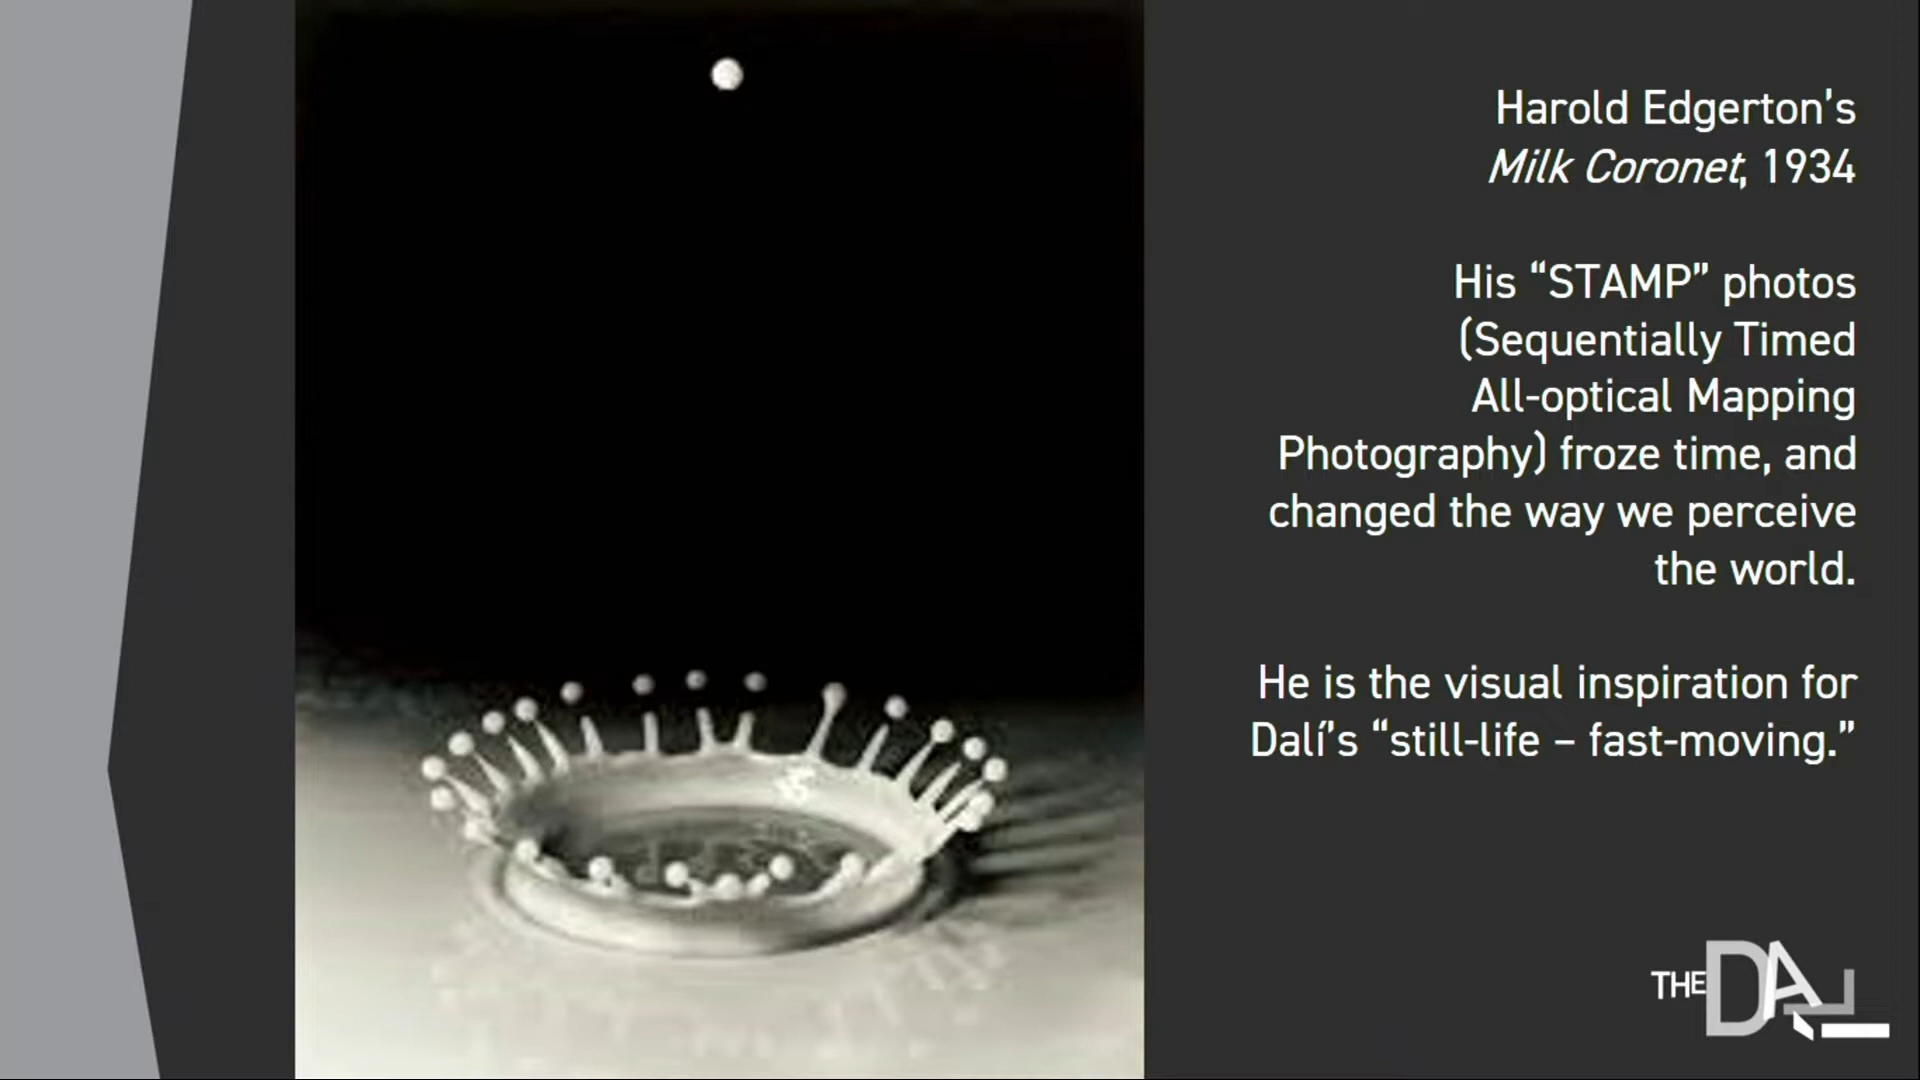 Harold Edgerton’s
Milk Coronet, 1934
His “STAMP” photos
(Sequentially Timed
All-optical Mapping
Photography) froze time, and
changed the way we perceive
the world.
He is the visual inspiration for
Dalí’s “still-life – fast-moving.”
THE DALÍ